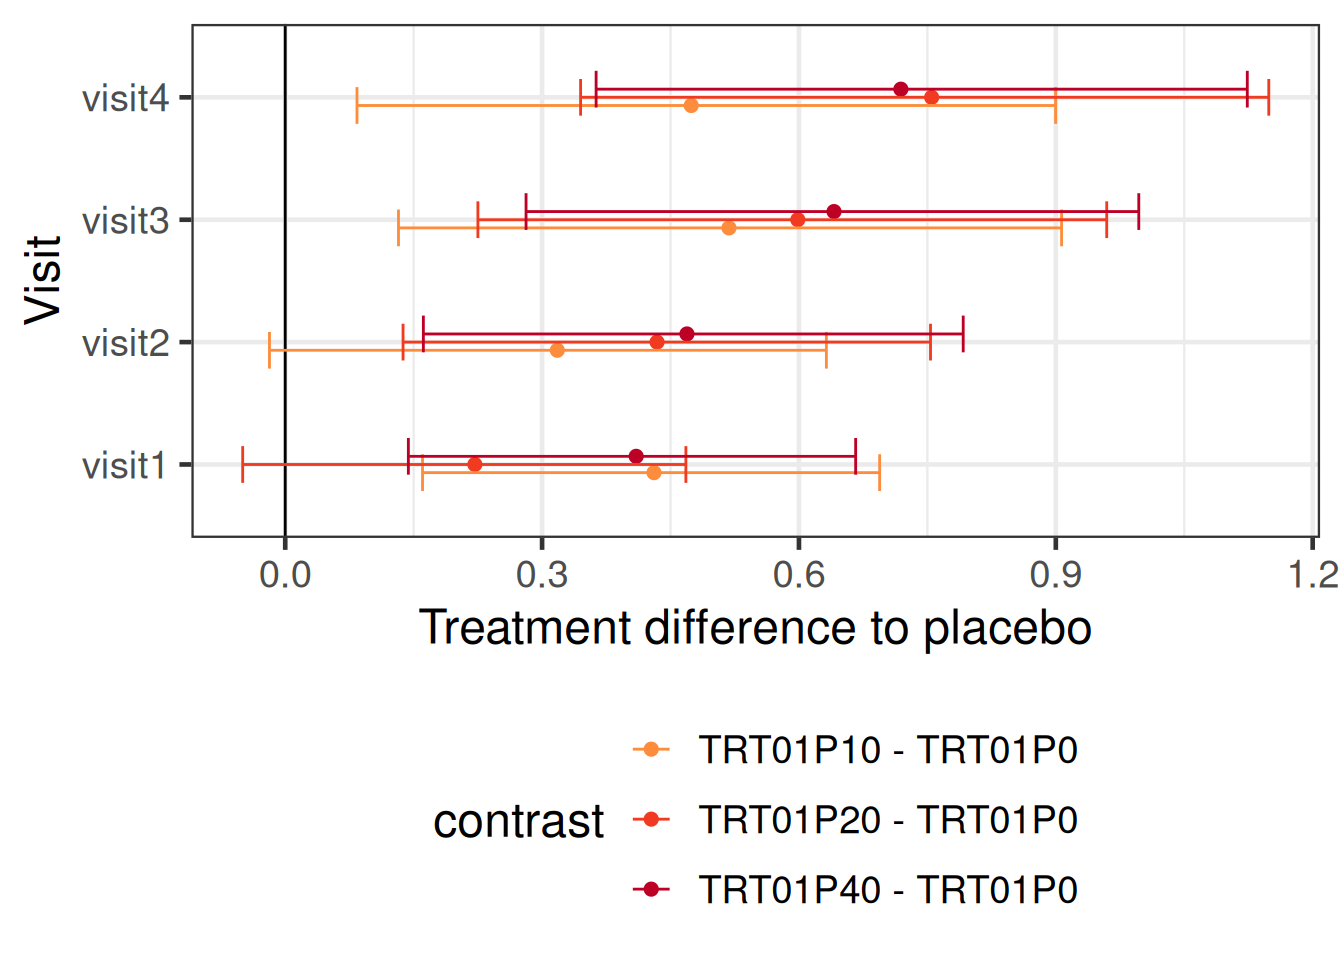 visit4
visit3
visit2
visit1
Visit
0.0 0.3 0.6 0.9 1.2
Treatment difference to placebo
contrast
TRT01P10 - TRT01P0
TRT01P20 - TRT01P0
TRT01P40 - TRT01P0